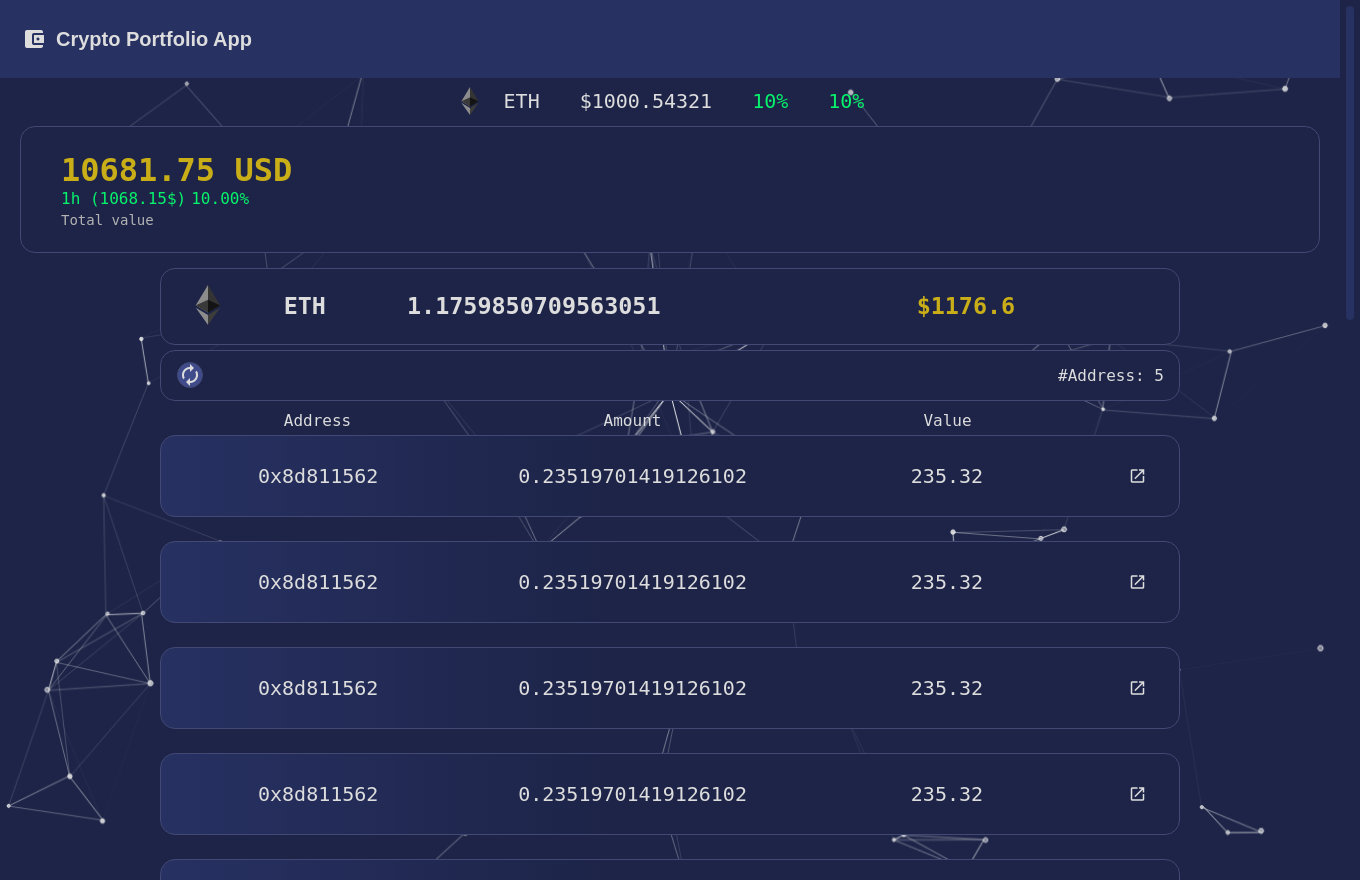 Crypto Portfolio App
ETH $1000.54321 10% 10%
10681.75 USD
1h (1068.15$) 10.00%
Total value
ETH 1.1759850709563051 $1176.6
#Address: 5
Address Amount Value
0x8d811562 0.23519701419126102 235.32
0x8d811562 0.23519701419126102 235.32
0x8d811562 0.23519701419126102 235.32
0x8d811562 0.23519701419126102 235.32